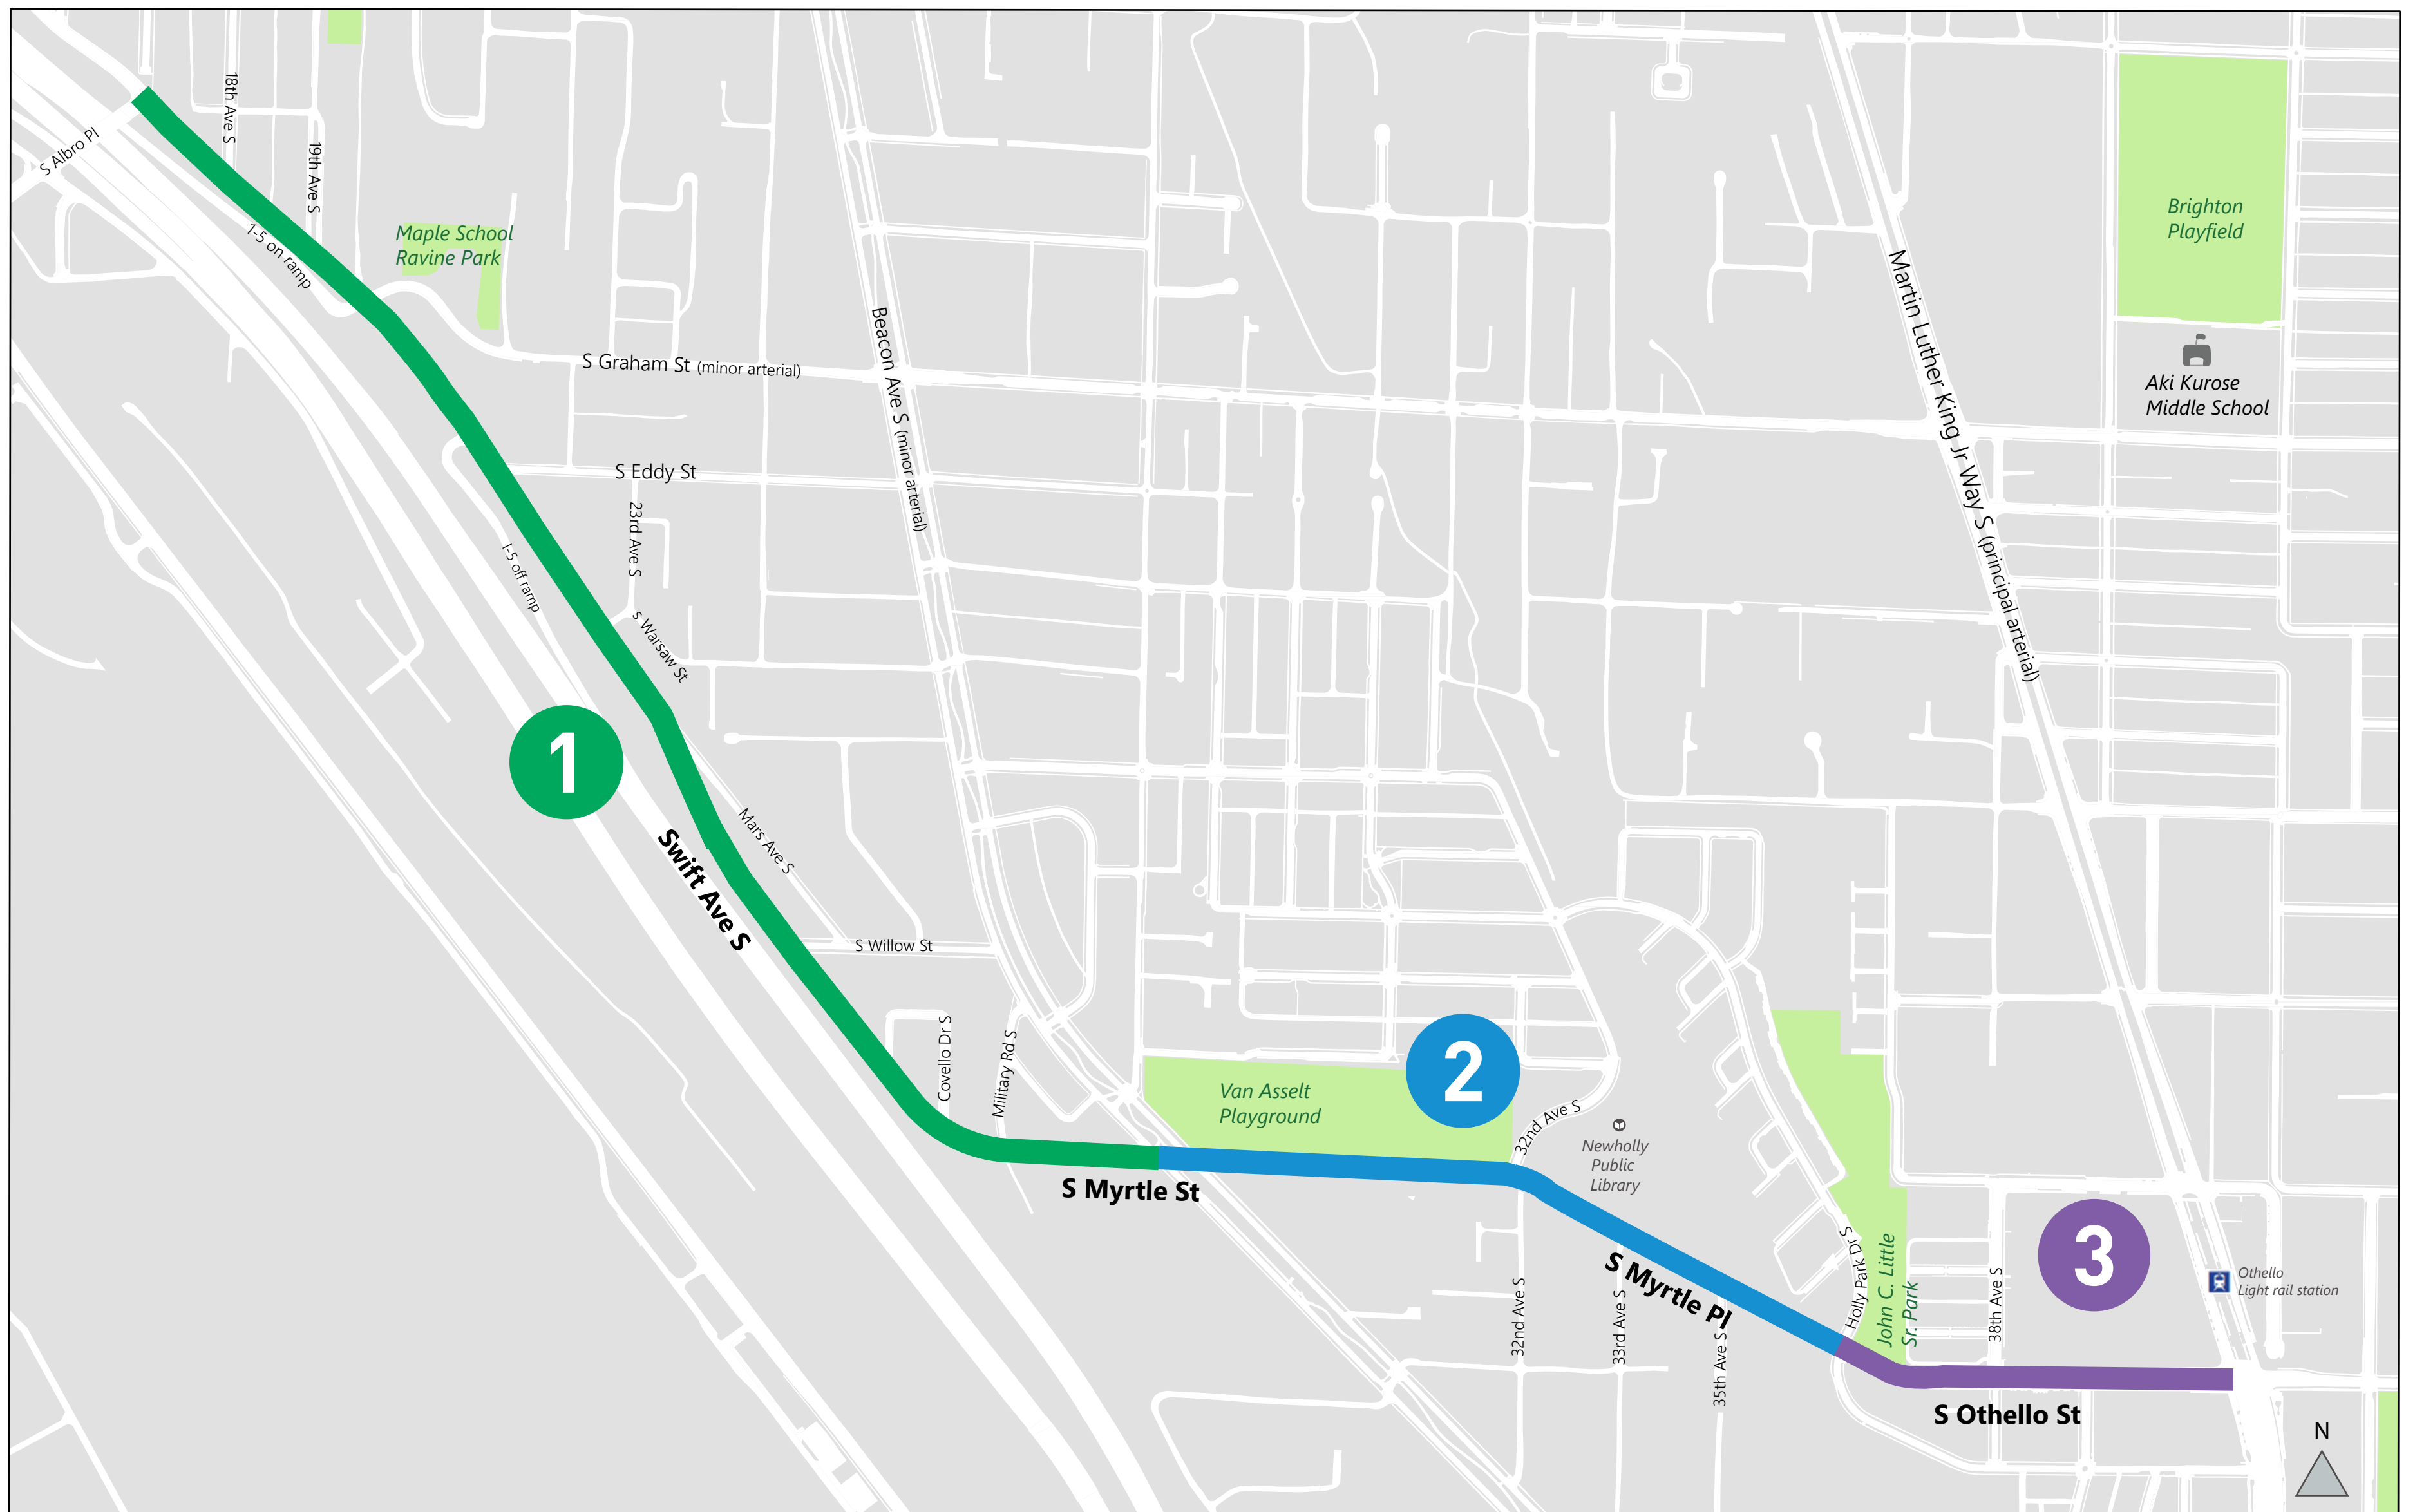 18th Ave S
19th Ave S
S Albro Pl
1-5 on ramp
Maple School
Ravine Park
Brighton
Playfield
Aki Kurose
Middle School
S Graham St (minor arterial)
Beacon Ave S (minor arterial)
Martin Luther King Jr Way S (principal arterial)
S Eddy St
23rd Ave S
I-5 off ramp
s Warsaw St
1
Swift Ave S
Mars Ave S
S Willow St
Covello Dr S
Military Rd S
Van Asselt
Playground
2
32nd Ave S
Newholly
Public
Library
S Myrtle St
S Myrtle Pl
32nd Ave S
33rd Ave S
35th Ave S
Holly Park Dr S
John C. Little
Sr. Park
38th Ave S
3
Othello
Light rail station
S Othello St
N